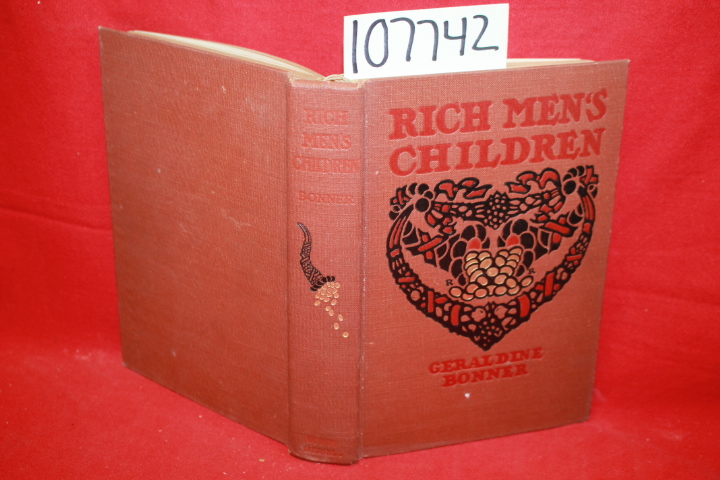 107742
RICH
MEN'S
CHILDREN
BONNER
RICH MEN'S
CHILDREN
R R
GERALDINE
BONNER